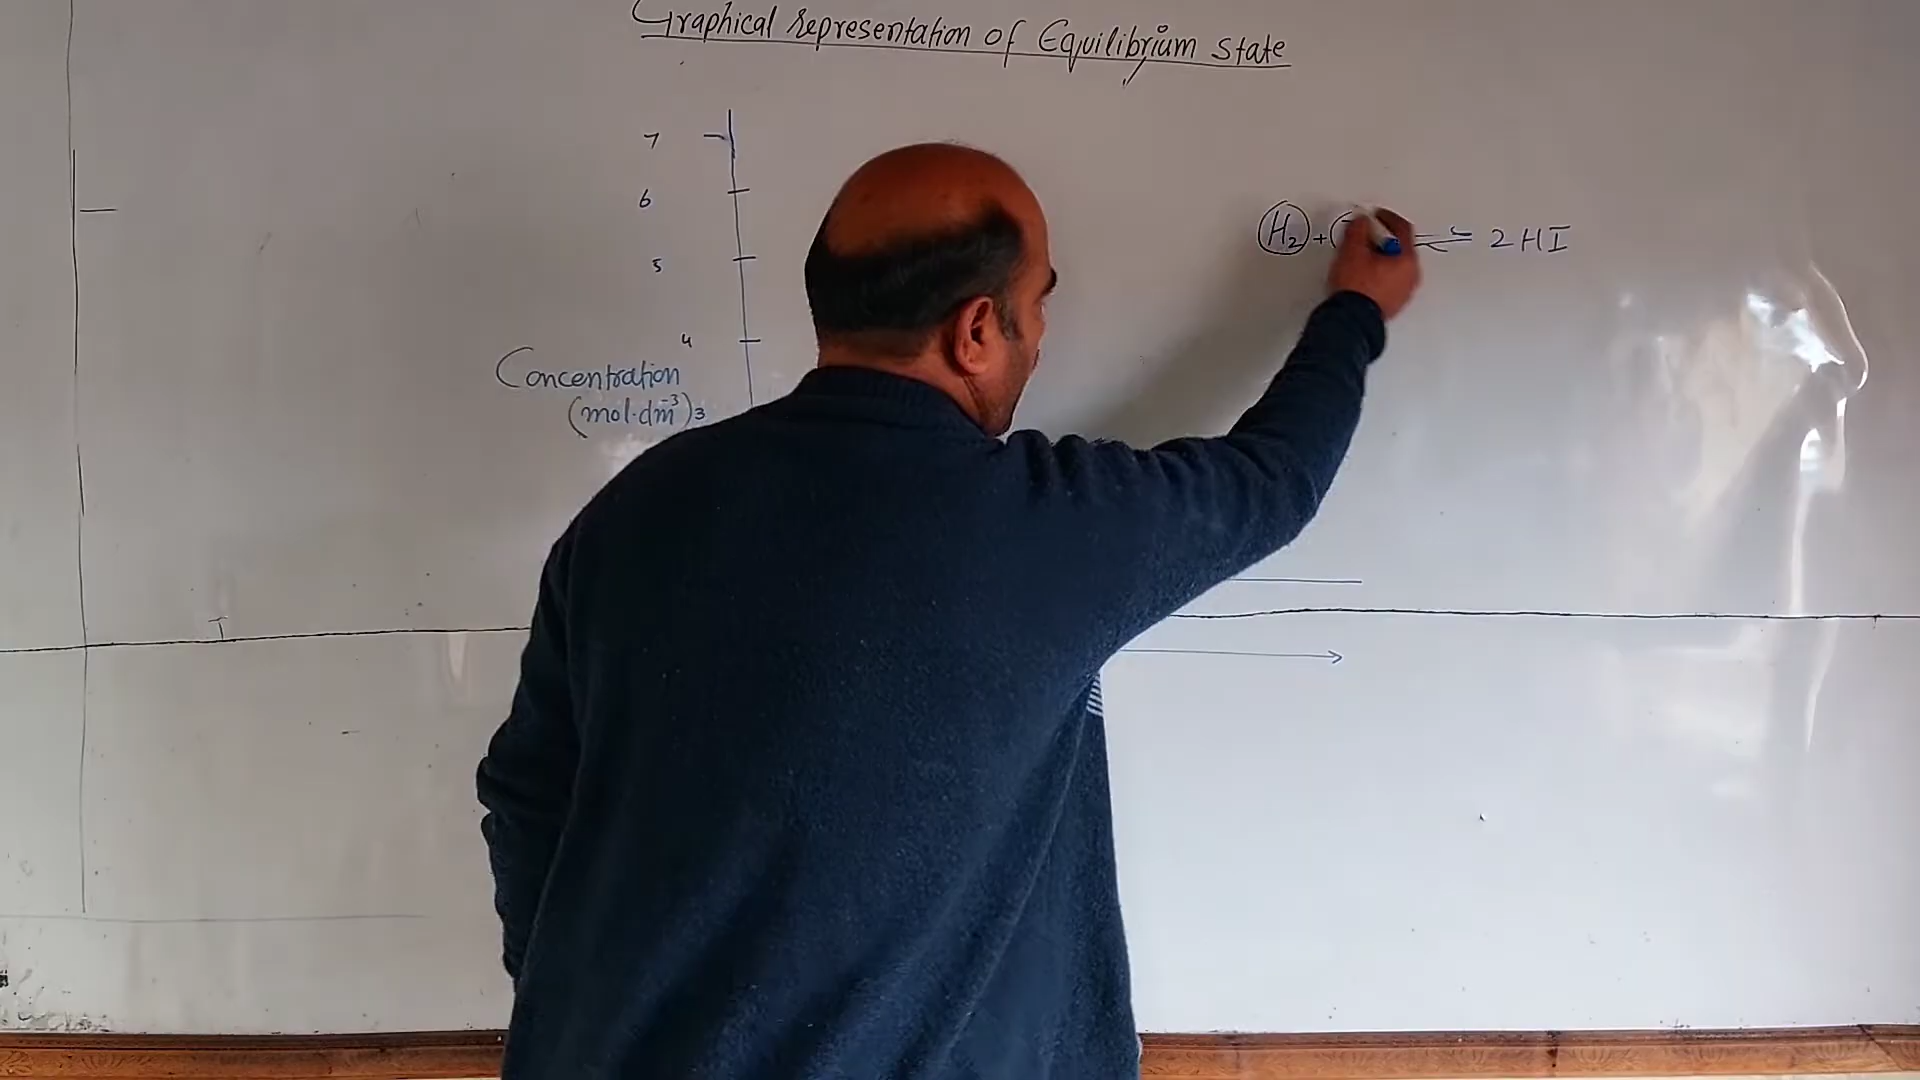 Graphical representation of Equilibrium state
7
6
5
4
3
Concentration
(mol.dm⁻³)
H₂ + ⇌ 2HI